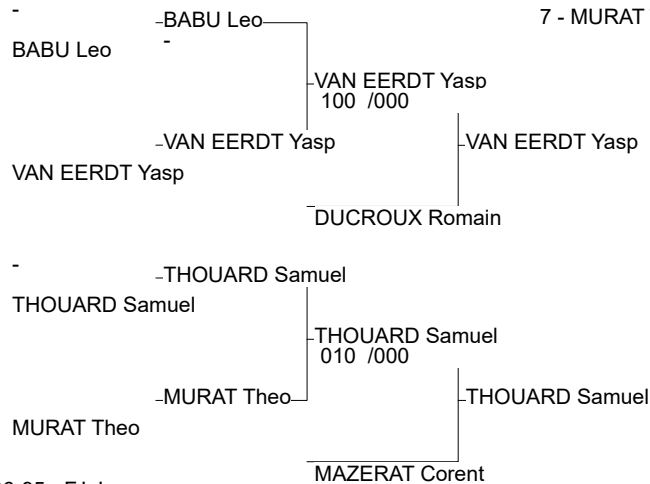 -
BABU Leo
7 - MURAT
BABU Leo
-
VAN EERDT Yasp
100 /000
VAN EERDT Yasp
VAN EERDT Yasp
VAN EERDT Yasp
DUCROUX Romain
-
THOUARD Samuel
THOUARD Samuel
THOUARD Samuel
010 /000
MURAT Theo
THOUARD Samuel
MURAT Theo
MAZERAT Corent